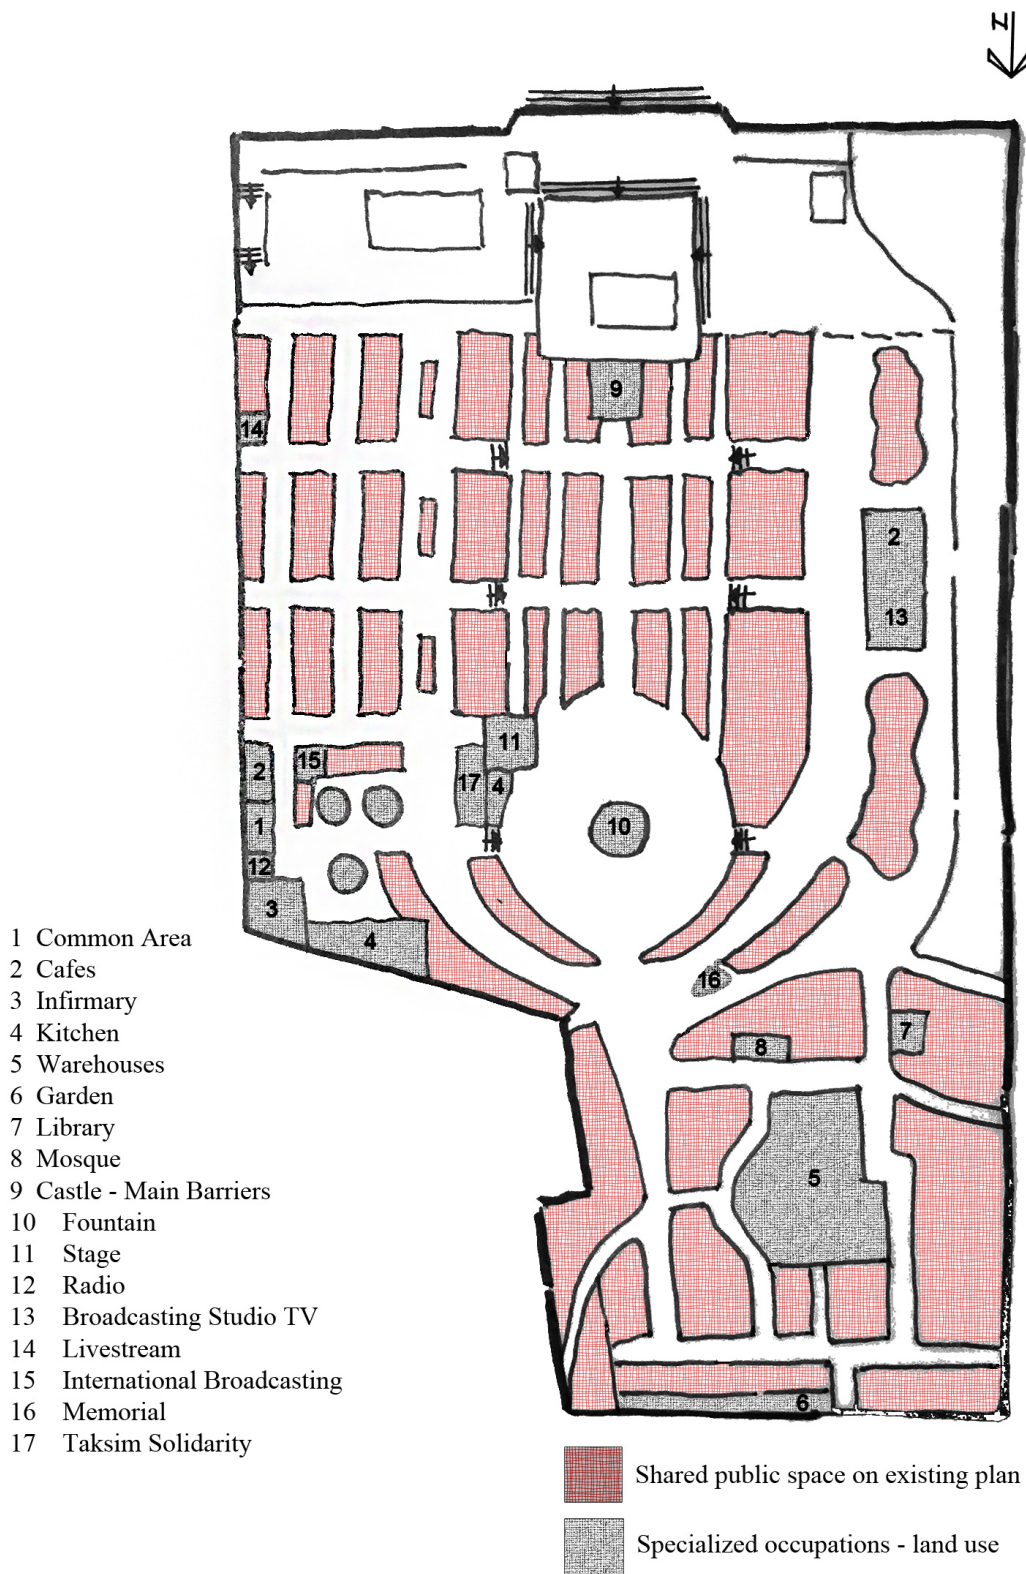 N
9
14
2
13
11
2
15
17
4
1
10
12
3
4
16
7
8
5
6
1 Common Area
2 Cafes
3 Infirmary
4 Kitchen
5 Warehouses
6 Garden
7 Library
8 Mosque
9 Castle - Main Barriers
10 Fountain
11 Stage
12 Radio
13 Broadcasting Studio TV
14 Livestream
15 International Broadcasting
16 Memorial
17 Taksim Solidarity
Shared public space on existing plan
Specialized occupations - land use